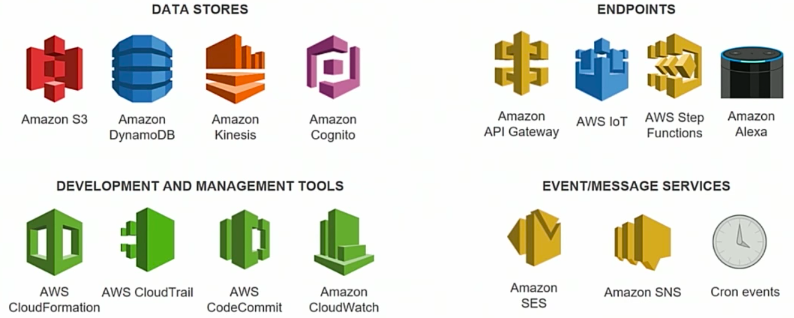 DATA STORES
ENDPOINTS
Amazon S3
Amazon
DynamoDB
Amazon
Kinesis
Amazon
Cognito
Amazon
API Gateway
AWS IoT
AWS Step
Functions
Amazon
Alexa
DEVELOPMENT AND MANAGEMENT TOOLS
EVENT/MESSAGE SERVICES
AWS
CloudFormation
AWS CloudTrail
AWS
CodeCommit
Amazon
CloudWatch
Amazon
SES
Amazon SNS
Cron events